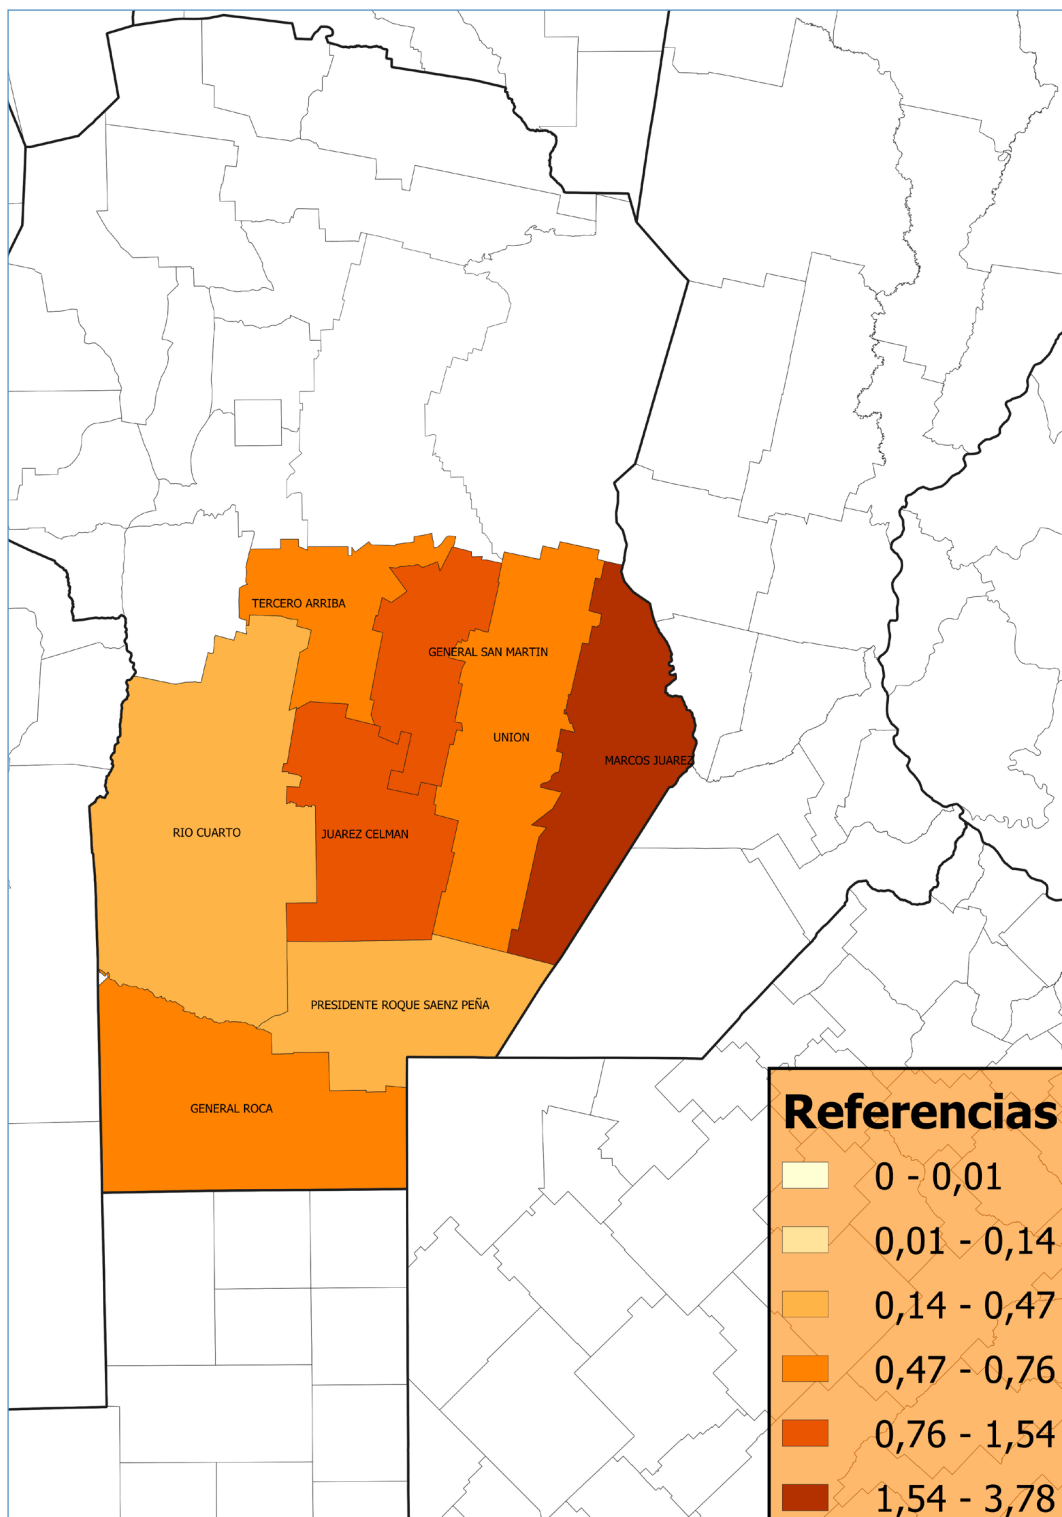 TERCERO ARRIBA
GENERAL SAN MARTIN
UNION
MARCOS JUAREZ
RIO CUARTO
JUAREZ CELMAN
PRESIDENTE ROQUE SAENZ PEÑA
GENERAL ROCA
Referencias
0 - 0,01
0,01 - 0,14
0,14 - 0,47
0,47 - 0,76
0,76 - 1,54
1,54 - 3,78